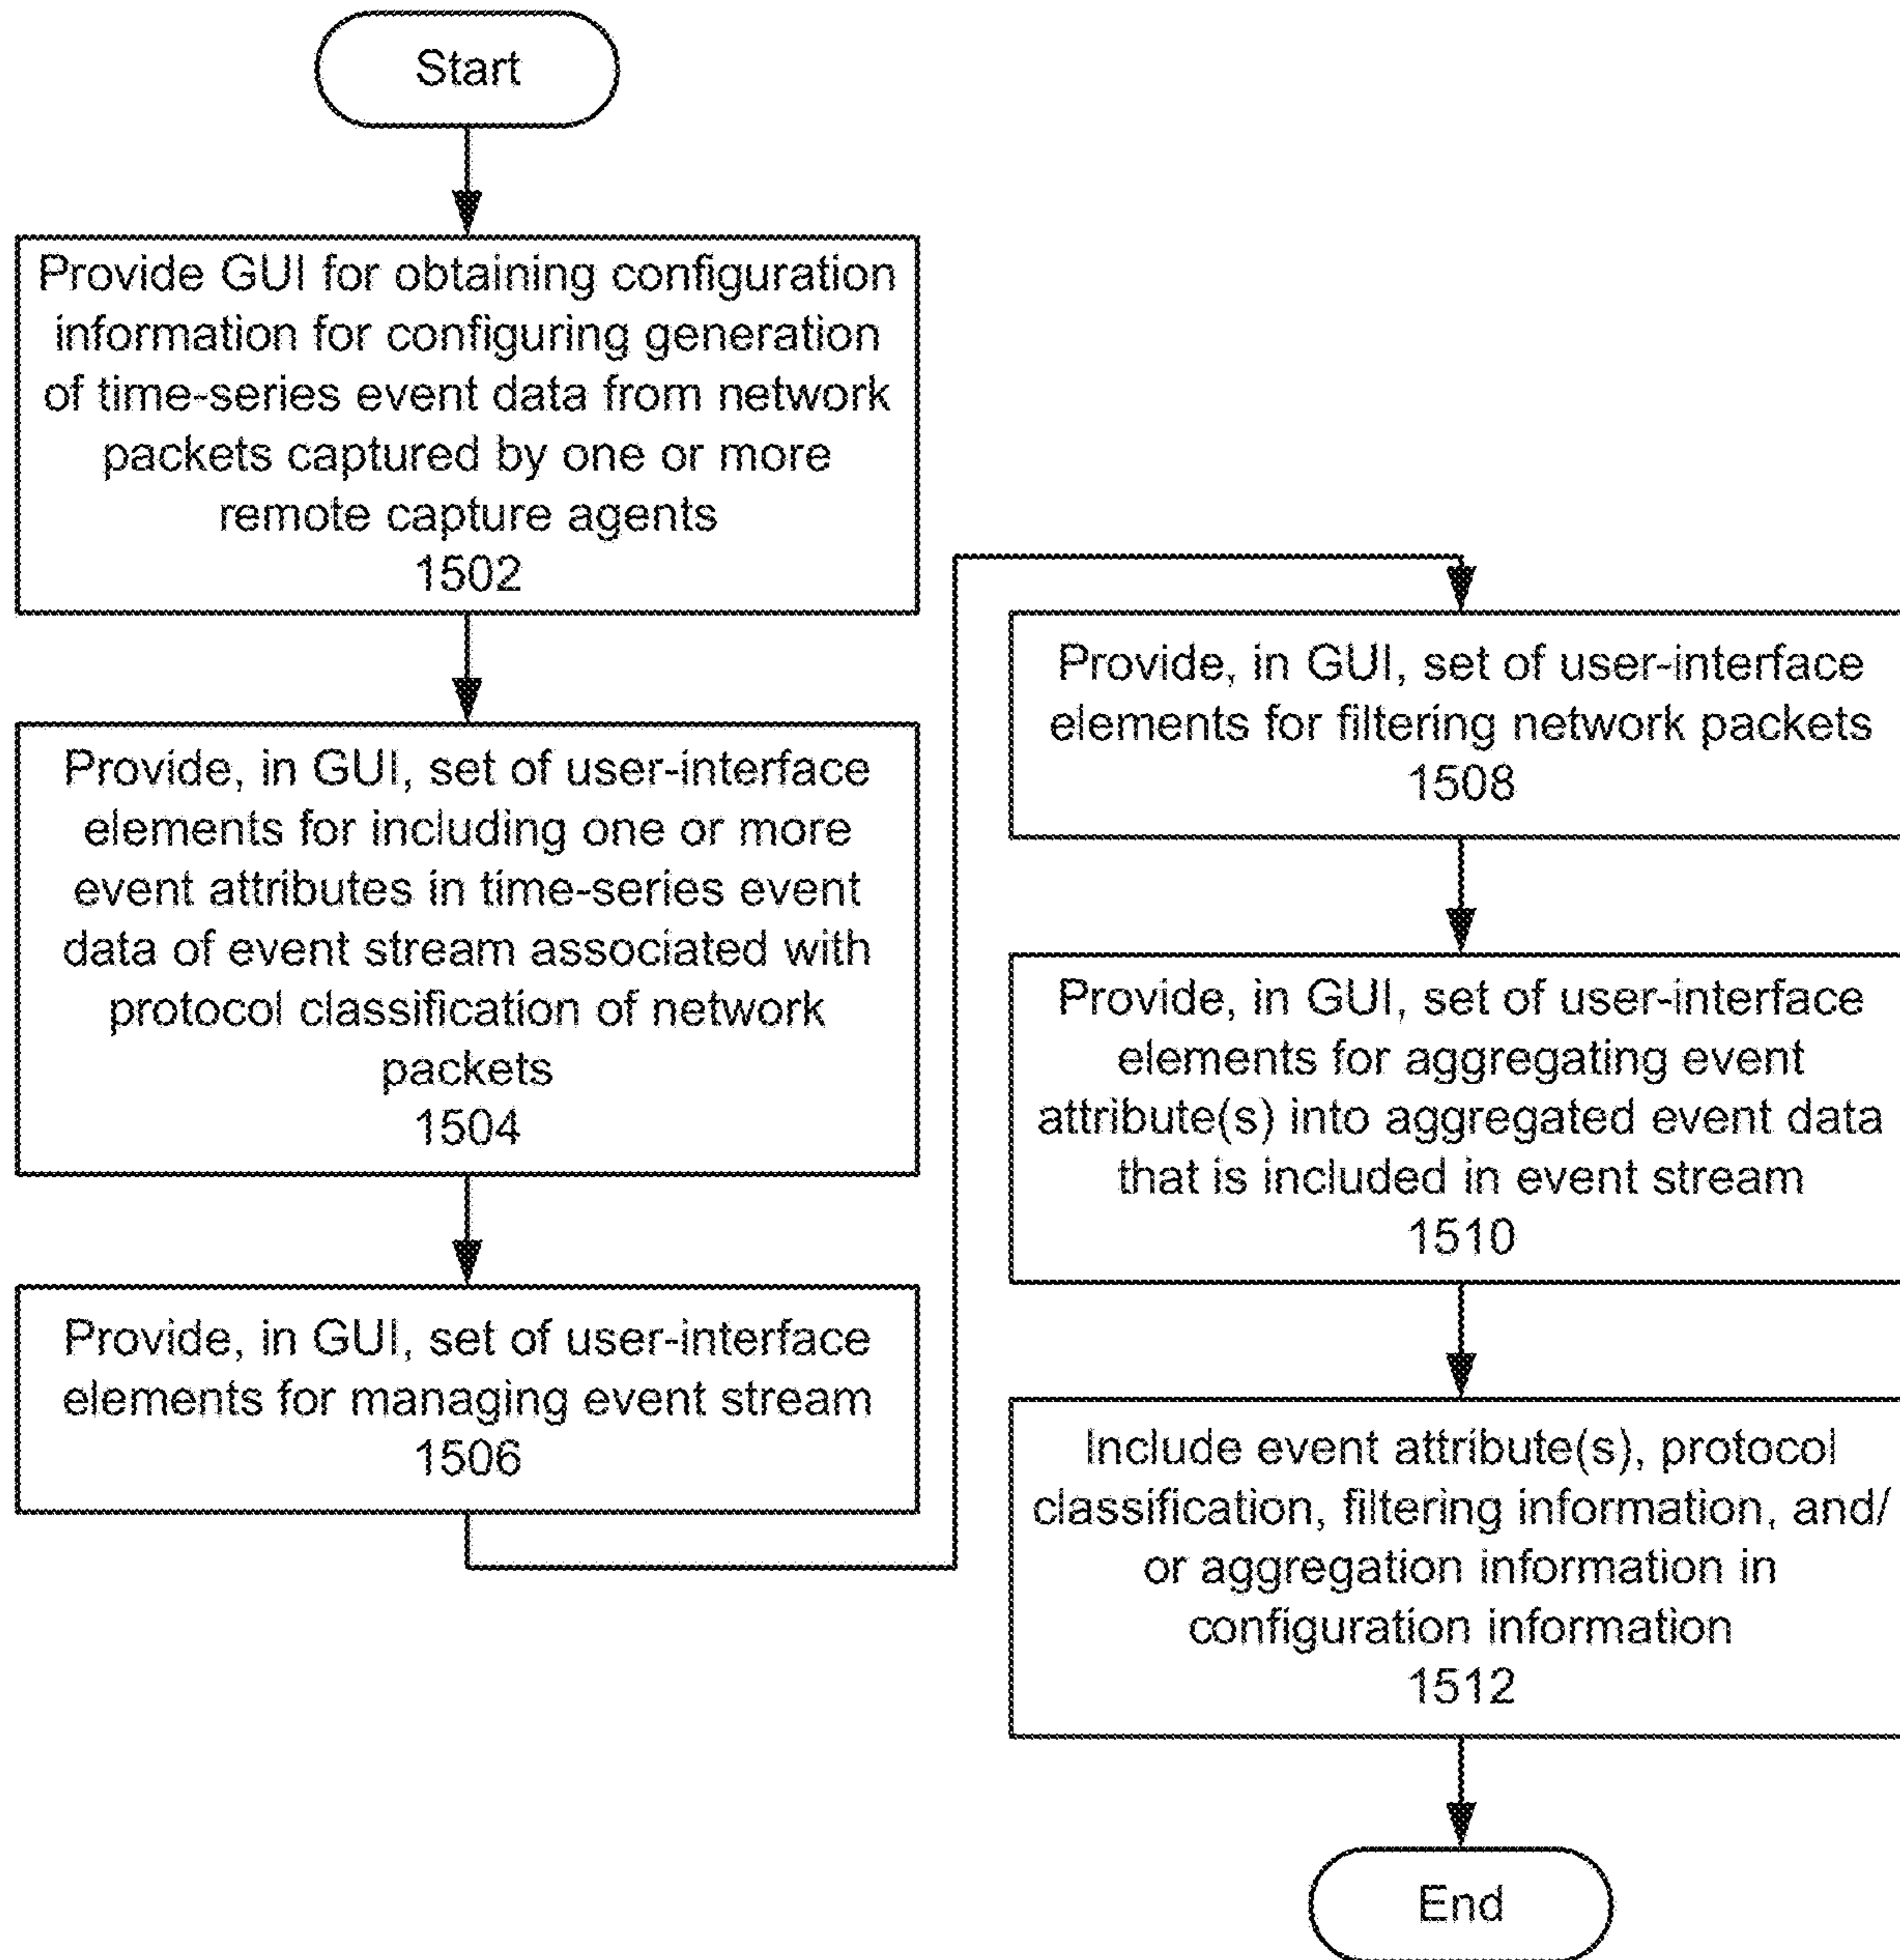 Start
Provide GUI for obtaining configuration
information for configuring generation
of time-series event data from network
packets captured by one or more
remote capture agents
1502
Provide, in GUI, set of user-interface
elements for including one or more
event attributes in time-series event
data of event stream associated with
protocol classification of network
packets
1504
Provide, in GUI, set of user-interface
elements for managing event stream
1506
Provide, in GUI, set of user-interface
elements for filtering network packets
1508
Provide, in GUI, set of user-interface
elements for aggregating event
attribute(s) into aggregated event data
that is included in event stream
1510
Include event attribute(s), protocol
classification, filtering information, and/
or aggregation information in
configuration information
1512
End